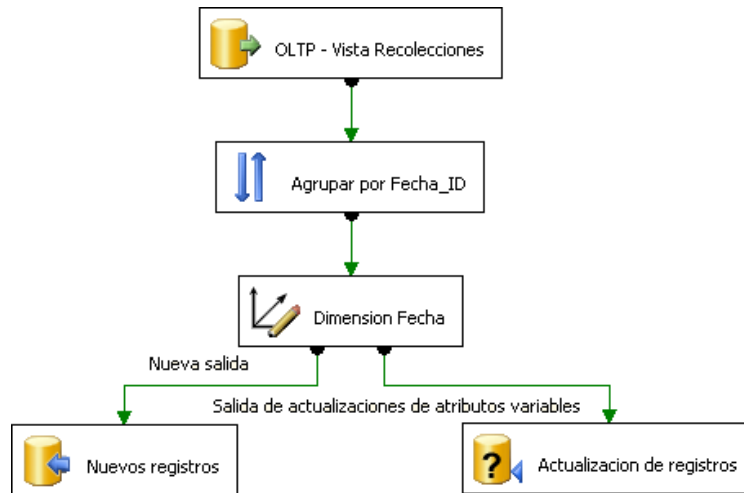 OLTP - Vista Recolecciones
Agrupar por Fecha_ID
Dimension Fecha
Nueva salida
Salida de actualizaciones de atributos variables
Nuevos registros
?
Actualizacion de registros